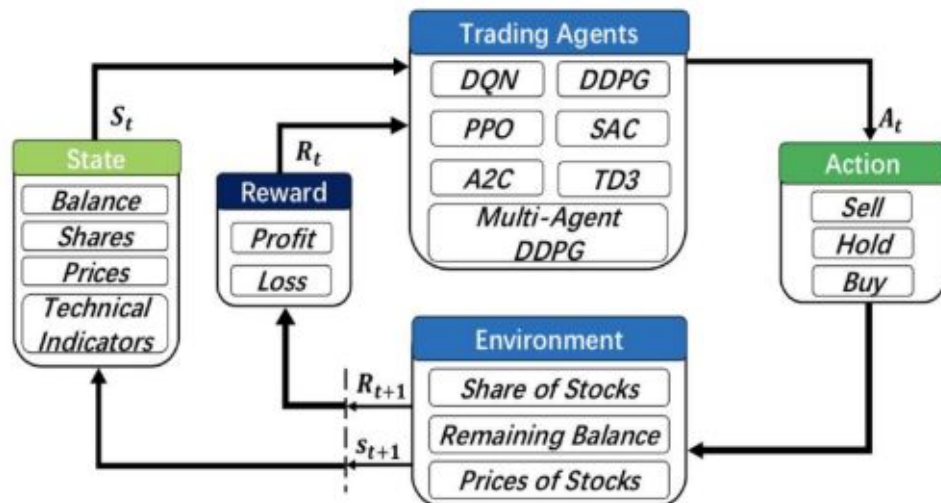 Trading Agents
DQN
DDPG
PPO
SAC
A2C
TD3
Multi-Agent
DDPG
S_t
R_t
A_t
State
Balance
Shares
Prices
Technical
Indicators
Reward
Profit
Loss
Action
Sell
Hold
Buy
Environment
Share of Stocks
Remaining Balance
Prices of Stocks
R_{t+1}
s_{t+1}